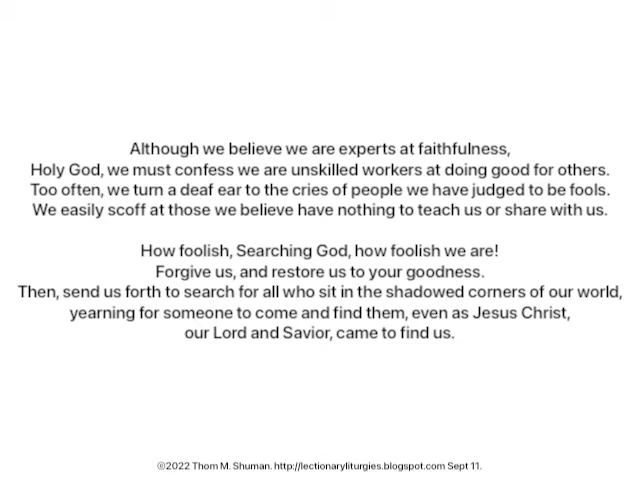 Although we believe we are experts at faithfulness,
Holy God, we must confess we are unskilled workers at doing good for others.
Too often, we turn a deaf ear to the cries of people we have judged to be fools.
We easily scoff at those we believe have nothing to teach us or share with us.
How foolish, Searching God, how foolish we are!
Forgive us, and restore us to your goodness.
Then, send us forth to search for all who sit in the shadowed corners of our world,
yearning for someone to come and find them, even as Jesus Christ,
our Lord and Savior, came to find us.
©2022 Thom M. Shuman. http://lectionaryliturgies.blogspot.com Sept 11.